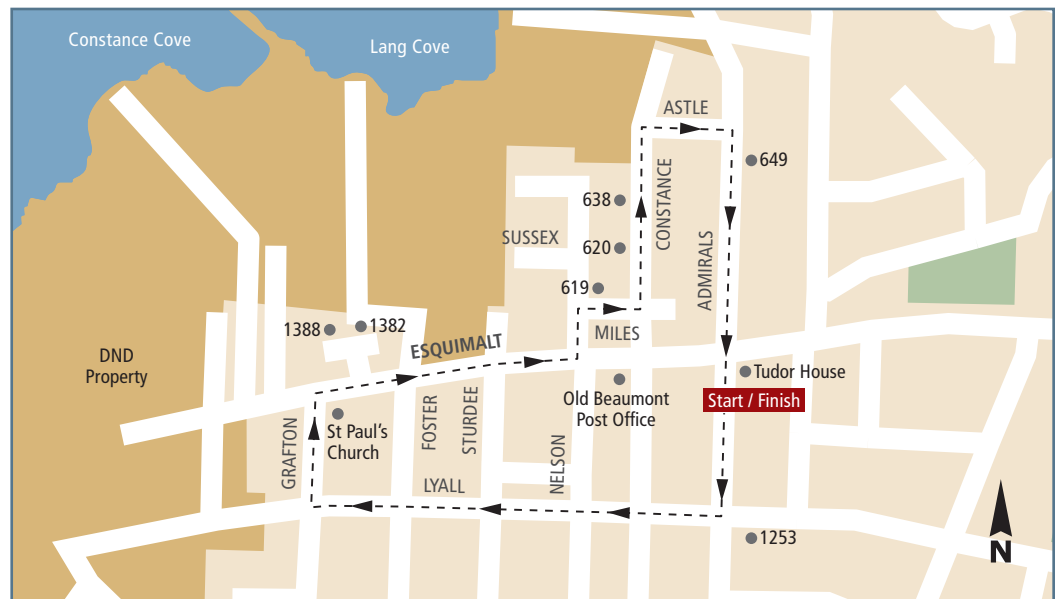 Constance Cove
Lang Cove
ASTLE
649
638
CONSTANCE
SUSSEX
620
ADMIRALS
619
1388
1382
MILES
ESQUIMALT
DND
Property
Tudor House
Old Beaumont
Post Office
Start / Finish
St Paul's
Church
GRAFTON
FOSTER
STURDEE
NELSON
LYALL
1253
N